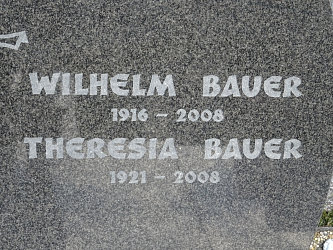 WILHELM BAUER
1916 – 2008
THERESIA BAUER
1921 – 2008